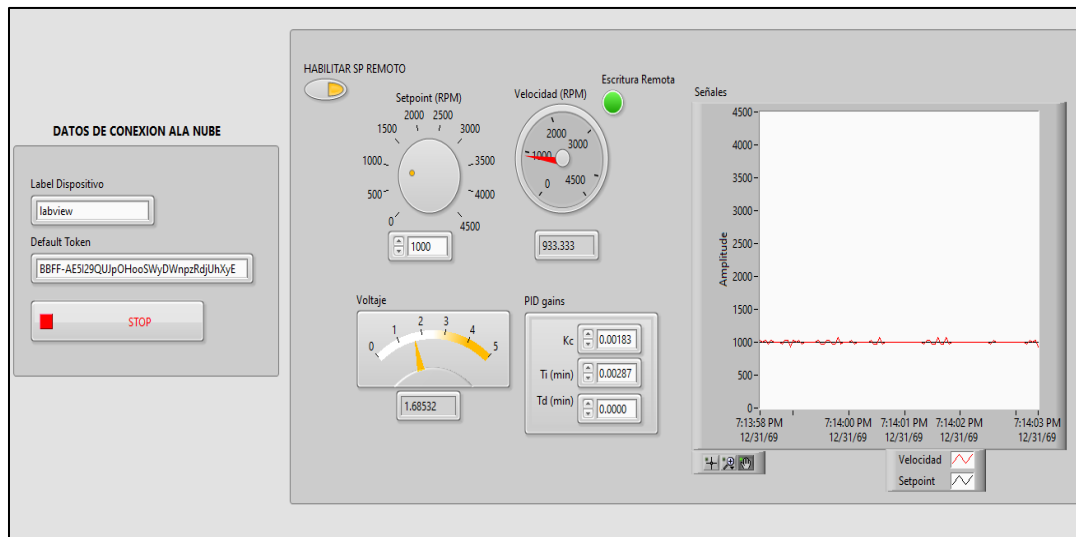 DATOS DE CONEXION ALA NUBE
Label Dispositivo
labview
Default Token
BBFF-AE5I29QUJpOHooSWyDWnpzRdjUhXyE
STOP
HABILITAR SP REMOTO
Setpoint (RPM)
0
500
1000
1500
2000
2500
3000
3500
4000
4500
1000
Velocidad (RPM)
0
1000
2000
3000
4500
933.333
Escritura Remota
Voltaje
0
1
2
3
4
5
1.68532
PID gains
Kc 0.00183
Ti (min) 0.00287
Td (min) 0.0000
Señales
Amplitude
4500
4000
3500
3000
2500
2000
1500
1000
500
0
7:13:58 PM 7:14:00 PM 7:14:01 PM 7:14:02 PM 7:14:03 PM
12/31/69 12/31/69 12/31/69 12/31/69 12/31/69
Velocidad
Setpoint